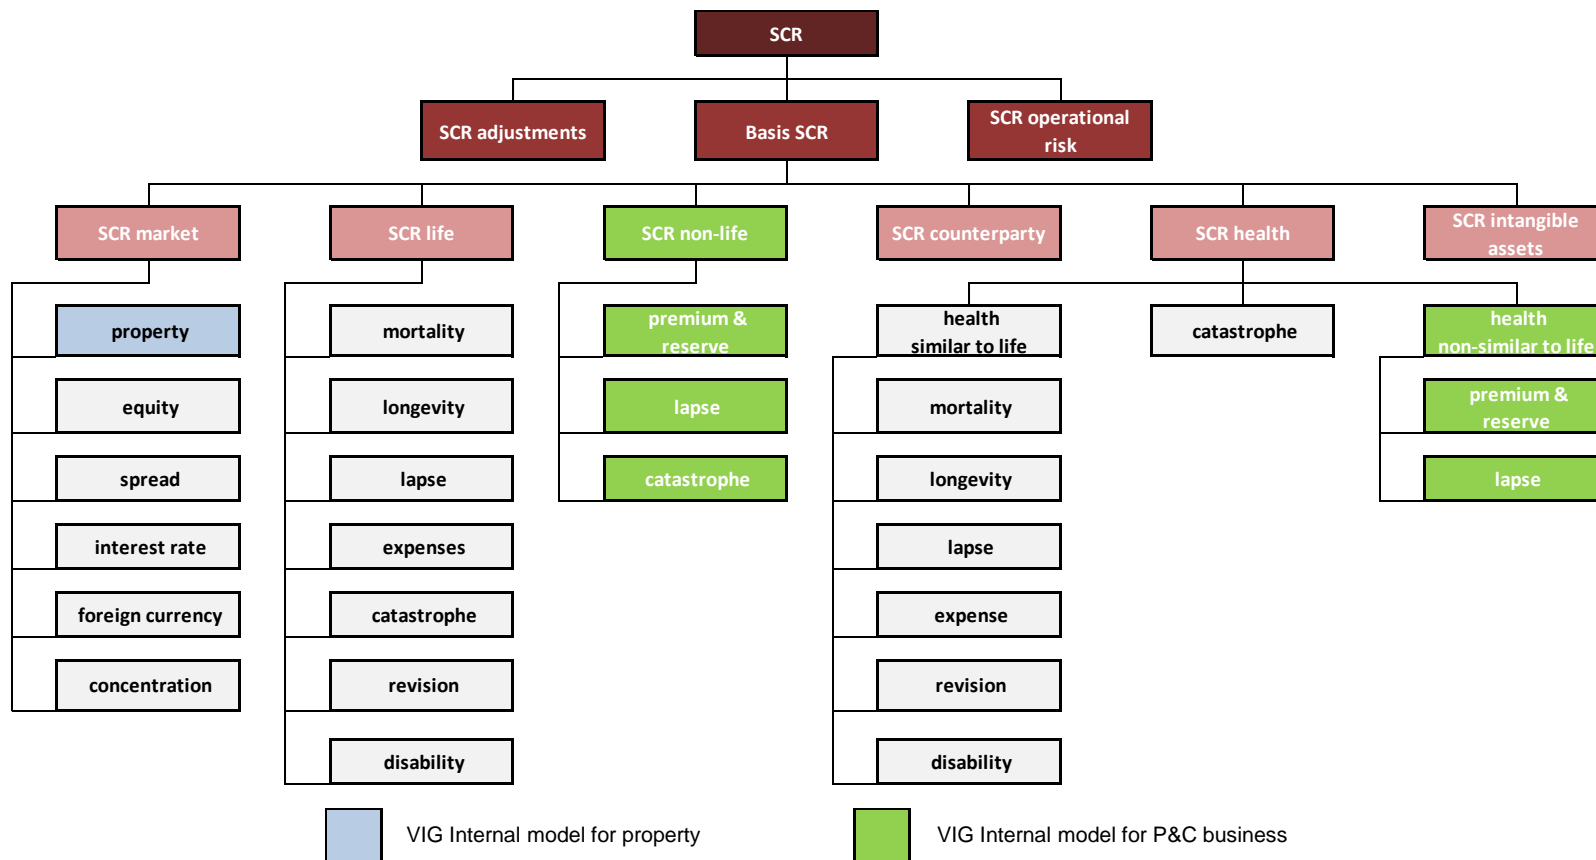 SCR
SCR adjustments
Basis SCR
SCR operational
risk
SCR market
SCR life
SCR non-life
SCR counterparty
SCR health
SCR intangible
assets
property
equity
spread
interest rate
foreign currency
concentration
mortality
longevity
lapse
expenses
catastrophe
revision
disability
premium &
reserve
lapse
catastrophe
health
similar to life
mortality
longevity
lapse
expense
revision
disability
catastrophe
health
non-similar to life
premium &
reserve
lapse
VIG Internal model for property
VIG Internal model for P&C business